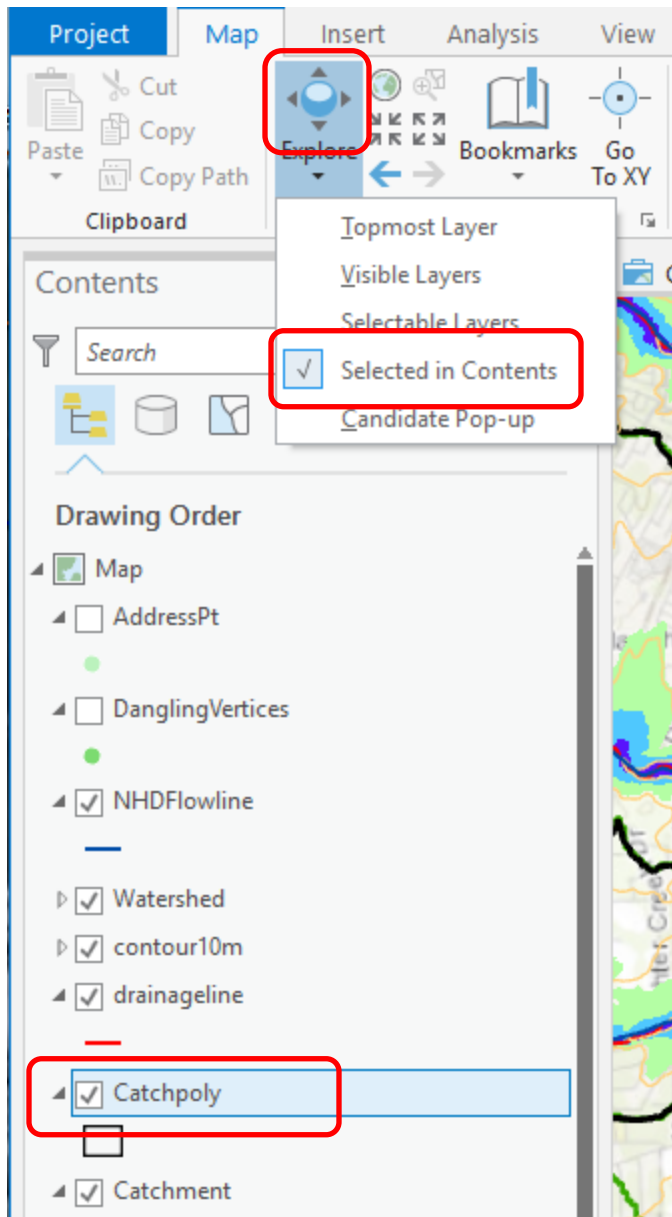 Project Map Insert Analysis View
Cut
Copy
Paste
Copy Path
Explore
Bookmarks
Go
To XY
Clipboard
Topmost Layer
Visible Layers
Selectable Layers
√ Selected in Contents
Candidate Pop-up
Contents
Search
Drawing Order
Map
AddressPt
DanglingVertices
NHDFlowline
Watershed
contour10m
drainageline
Catchpoly
Catchment